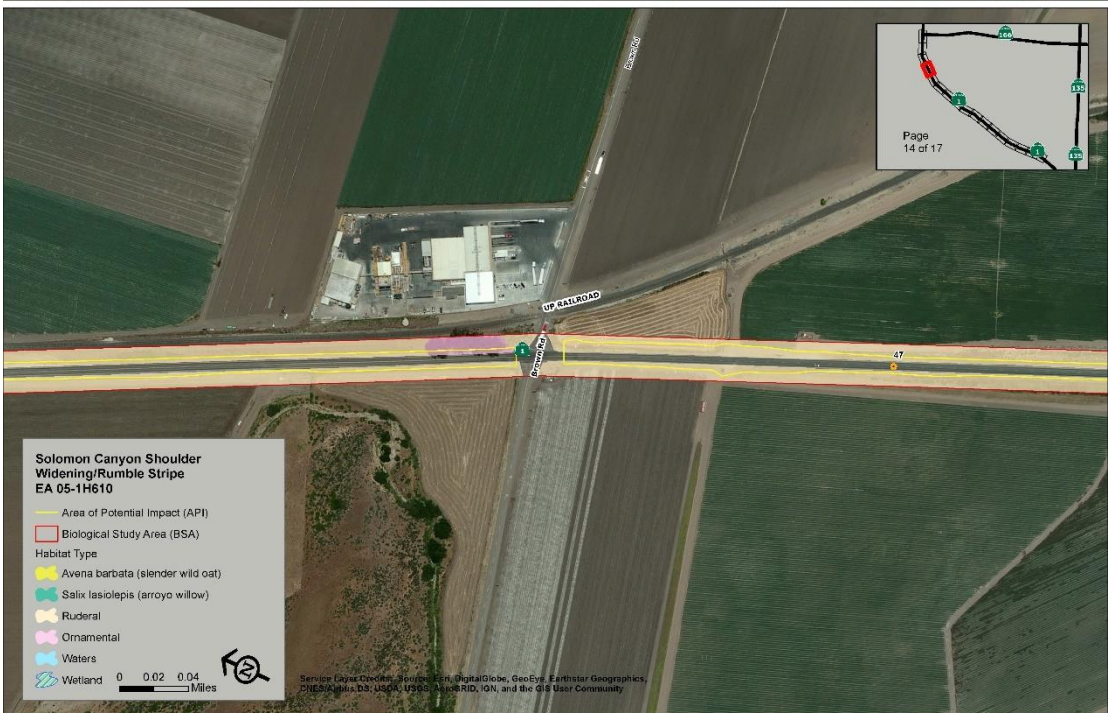 Brown Rd
166
135
1
1
135
Page
14 of 17
UP RAILROAD
1
Brown Rd
47
Solomon Canyon Shoulder
Widening/Rumble Stripe
EA 05-1H610
Area of Potential Impact (API)
Biological Study Area (BSA)
Habitat Type
Avena barbata (slender wild oat)
Salix lasiolepis (arroyo willow)
Ruderal
Ornamental
Waters
Wetland
0 0.02 0.04
Miles
N
Service Layer Credits: Source: Esri, DigitalGlobe, GeoEye, Earthstar Geographics,
CNES/Airbus DS, USDA, USGS, AeroGRID, IGN, and the GIS User Community